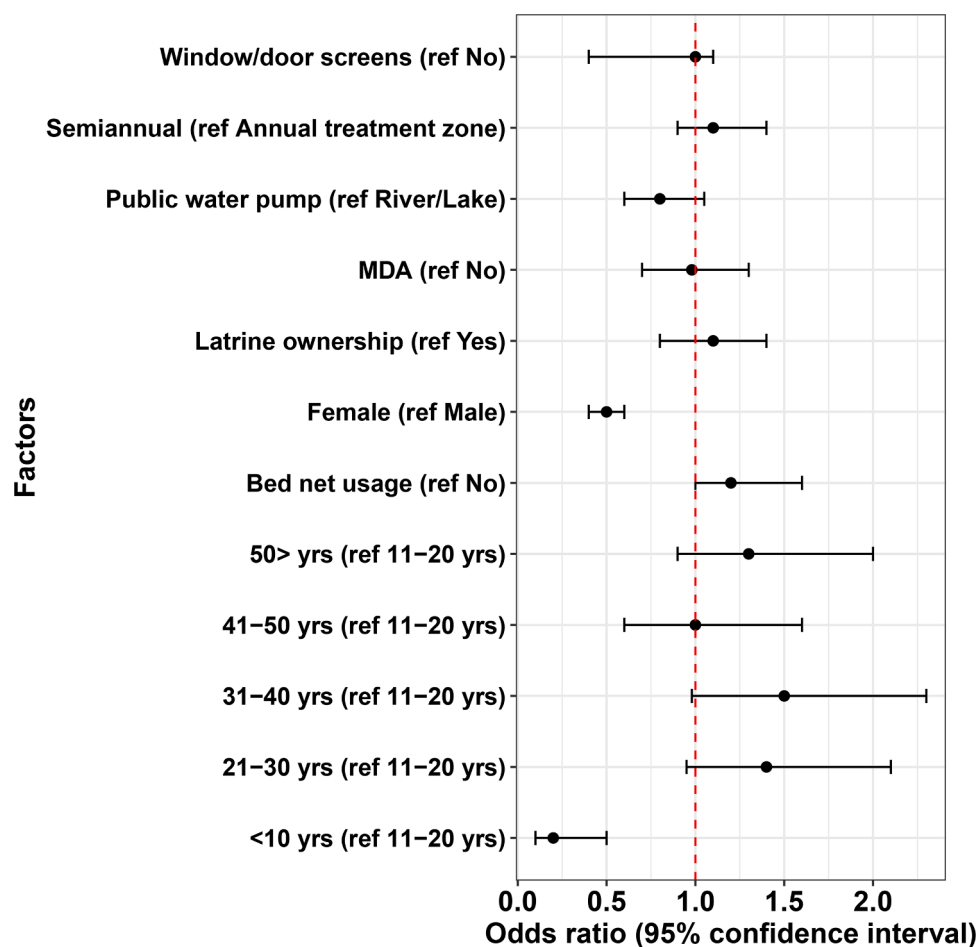 Window/door screens (ref No)
Semiannual (ref Annual treatment zone)
Public water pump (ref River/Lake)
MDA (ref No)
Latrine ownership (ref Yes)
Female (ref Male)
Bed net usage (ref No)
50> yrs (ref 11−20 yrs)
41−50 yrs (ref 11−20 yrs)
31−40 yrs (ref 11−20 yrs)
21−30 yrs (ref 11−20 yrs)
<10 yrs (ref 11−20 yrs)
Factors
0.0 0.5 1.0 1.5 2.0
Odds ratio (95% confidence interval)